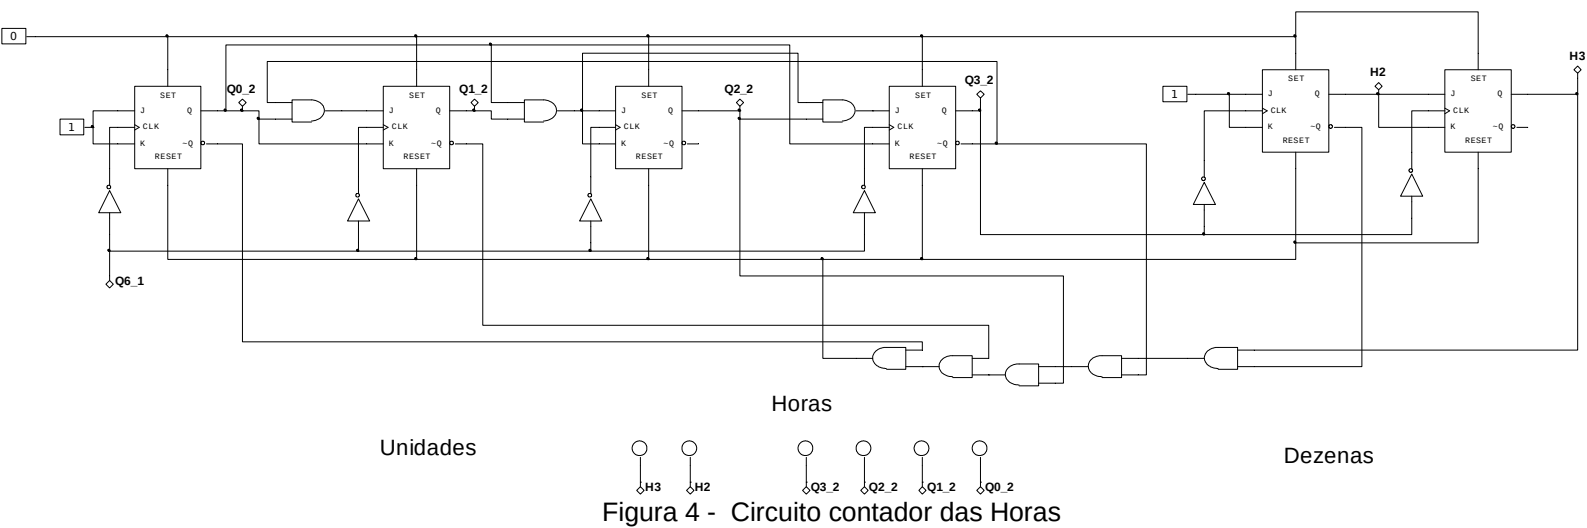 0
H3
Q0_2 Q1_2 Q2_2 Q3_2 H2
SET SET SET SET SET SET
J Q J Q J Q J Q J Q J Q
1 1
CLK CLK CLK CLK CLK CLK
K ~Q K ~Q K ~Q K ~Q K ~Q K ~Q
RESET RESET RESET RESET RESET RESET
Q6_1
Horas
Unidades Dezenas
H3 H2 Q3_2 Q2_2 Q1_2 Q0_2
Figura 4 - Circuito contador das Horas